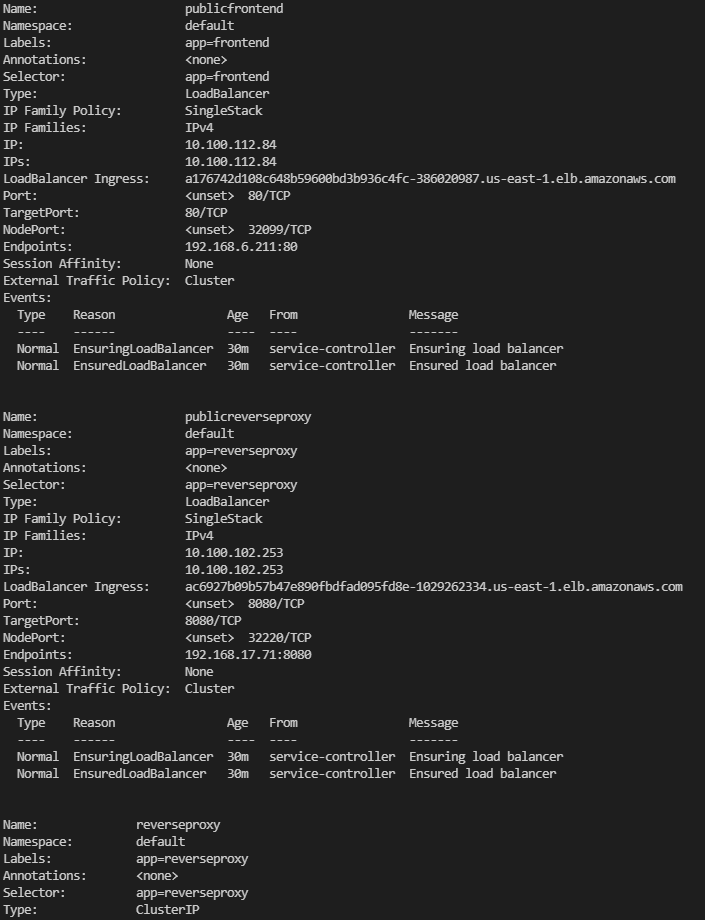 Name:                     publicfrontend
Namespace:                default
Labels:                   app=frontend
Annotations:              <none>
Selector:                 app=frontend
Type:                     LoadBalancer
IP Family Policy:         SingleStack
IP Families:              IPv4
IP:                       10.100.112.84
IPs:                      10.100.112.84
LoadBalancer Ingress:     a176742d108c648b59600bd3b936c4fc-386020987.us-east-1.elb.amazonaws.com
Port:                     <unset>  80/TCP
TargetPort:               80/TCP
NodePort:                 <unset>  32099/TCP
Endpoints:                192.168.6.211:80
Session Affinity:         None
External Traffic Policy:  Cluster
Events:
  Type    Reason                Age   From                Message
  ----    ------                ----  ----                -------
  Normal  EnsuringLoadBalancer  30m   service-controller  Ensuring load balancer
  Normal  EnsuredLoadBalancer   30m   service-controller  Ensured load balancer
Name:                     publicreverseproxy
Namespace:                default
Labels:                   app=reverseproxy
Annotations:              <none>
Selector:                 app=reverseproxy
Type:                     LoadBalancer
IP Family Policy:         SingleStack
IP Families:              IPv4
IP:                       10.100.102.253
IPs:                      10.100.102.253
LoadBalancer Ingress:     ac6927b09b57b47e890fbdfad095fd8e-1029262334.us-east-1.elb.amazonaws.com
Port:                     <unset>  8080/TCP
TargetPort:               8080/TCP
NodePort:                 <unset>  32220/TCP
Endpoints:                192.168.17.71:8080
Session Affinity:         None
External Traffic Policy:  Cluster
Events:
  Type    Reason                Age   From                Message
  ----    ------                ----  ----                -------
  Normal  EnsuringLoadBalancer  30m   service-controller  Ensuring load balancer
  Normal  EnsuredLoadBalancer   30m   service-controller  Ensured load balancer
Name:              reverseproxy
Namespace:         default
Labels:            app=reverseproxy
Annotations:       <none>
Selector:          app=reverseproxy
Type:              ClusterIP